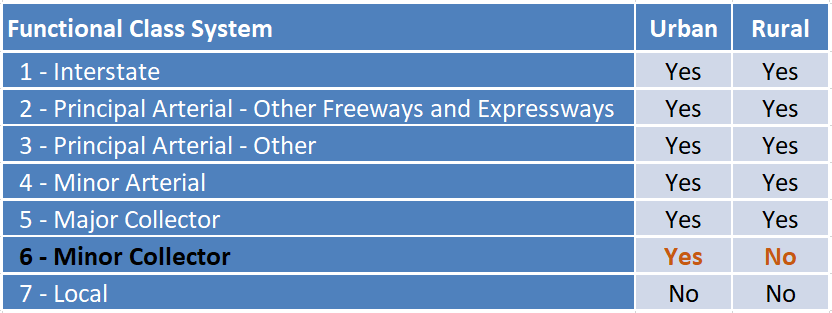 Functional Class System Urban Rural
1 - Interstate Yes Yes
2 - Principal Arterial - Other Freeways and Expressways Yes Yes
3 - Principal Arterial - Other Yes Yes
4 - Minor Arterial Yes Yes
5 - Major Collector Yes Yes
6 - Minor Collector Yes No
7 - Local No No